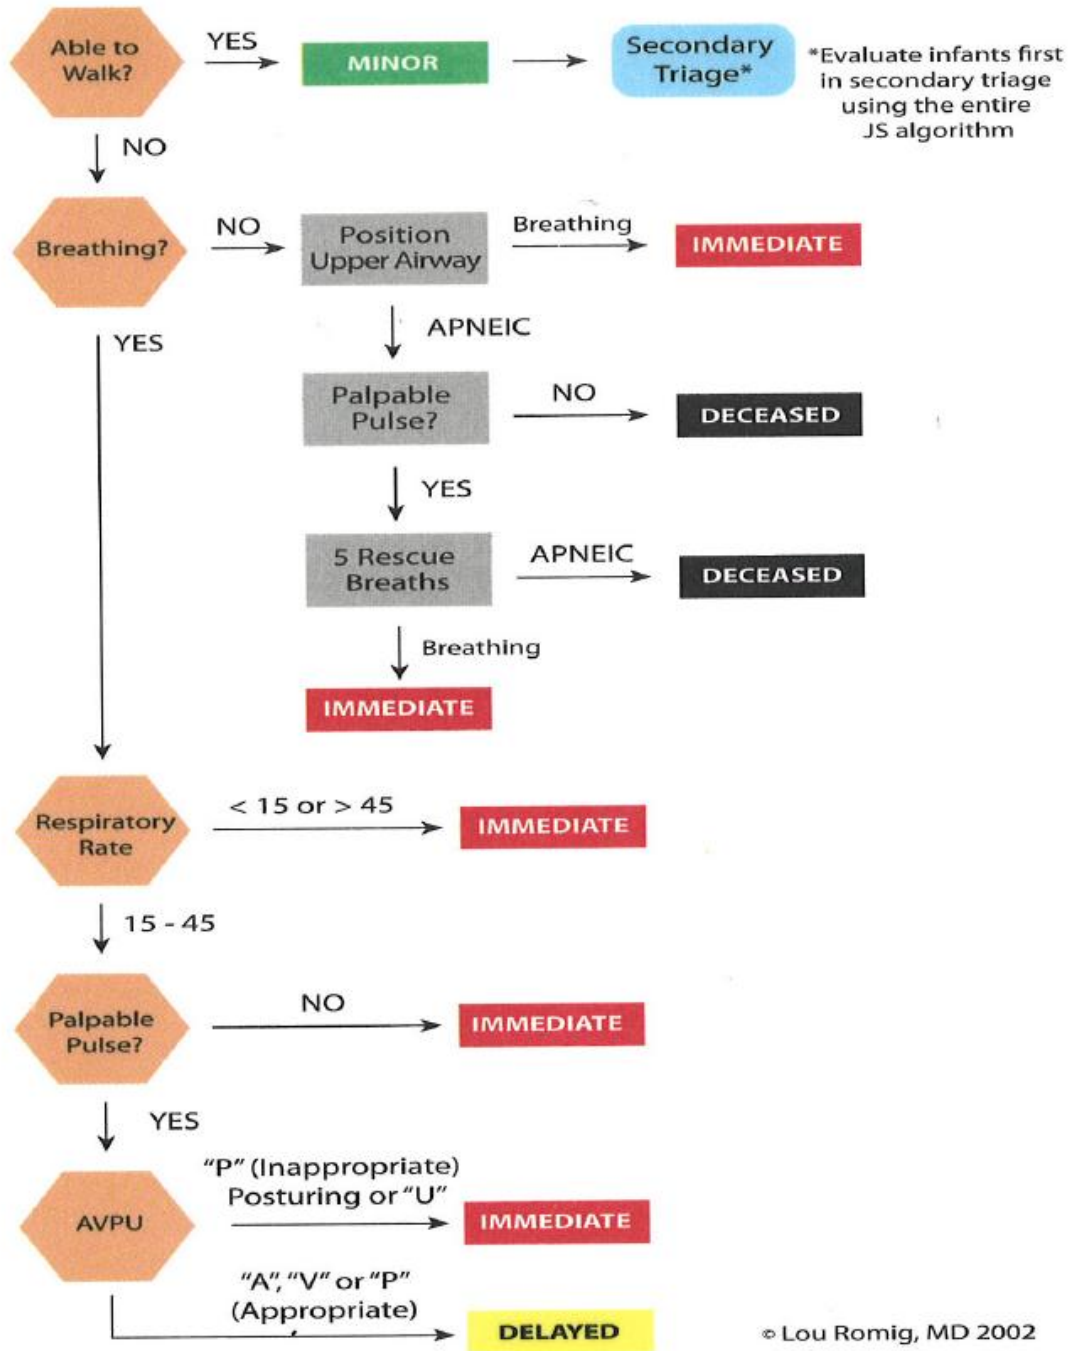 Able to
Walk?
YES
MINOR
Secondary
Triage*
*Evaluate infants first
in secondary triage
using the entire
JS algorithm
NO
Breathing?
NO
Position
Upper Airway
Breathing
IMMEDIATE
YES
APNEIC
Palpable
Pulse?
NO
DECEASED
YES
5 Rescue
Breaths
APNEIC
DECEASED
Breathing
IMMEDIATE
Respiratory
Rate
< 15 or > 45
IMMEDIATE
15 - 45
Palpable
Pulse?
NO
IMMEDIATE
YES
AVPU
"P" (Inappropriate)
Posturing or "U"
IMMEDIATE
"A", "V" or "P"
(Appropriate)
DELAYED
© Lou Romig, MD 2002